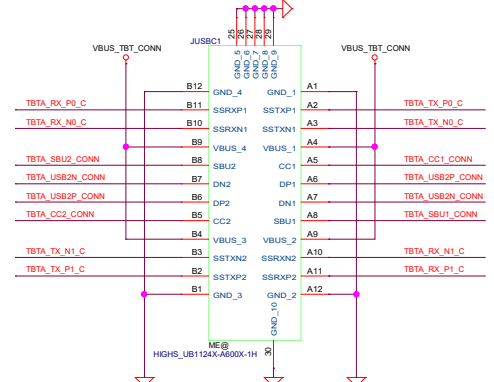 25
26
27
28
29
JUSBC1
VBUS_TBT_CONN
VBUS_TBT_CONN
GND_5
GND_6
GND_7
GND_8
GND_9
B12 GND_4 GND_1 A1
TBTA_RX_P0_C B11 SSRXP1 SSTXP1 A2 TBTA_TX_P0_C
TBTA_RX_N0_C B10 SSRXN1 SSTXN1 A3 TBTA_TX_N0_C
B9 VBUS_4 VBUS_1 A4
TBTA_SBU2_CONN B8 SBU2 CC1 A5 TBTA_CC1_CONN
TBTA_USB2N_CONN B7 DN2 DP1 A6 TBTA_USB2P_CONN
TBTA_USB2P_CONN B6 DP2 DN1 A7 TBTA_USB2N_CONN
TBTA_CC2_CONN B5 CC2 SBU1 A8 TBTA_SBU1_CONN
B4 VBUS_3 VBUS_2 A9
TBTA_TX_N1_C B3 SSTXN2 SSRXN2 A10 TBTA_RX_N1_C
TBTA_TX_P1_C B2 SSTXP2 SSRXP2 A11 TBTA_RX_P1_C
B1 GND_3 GND_2 A12
GND_10
ME@
30
HIGHS_UB1124X-A600X-1H